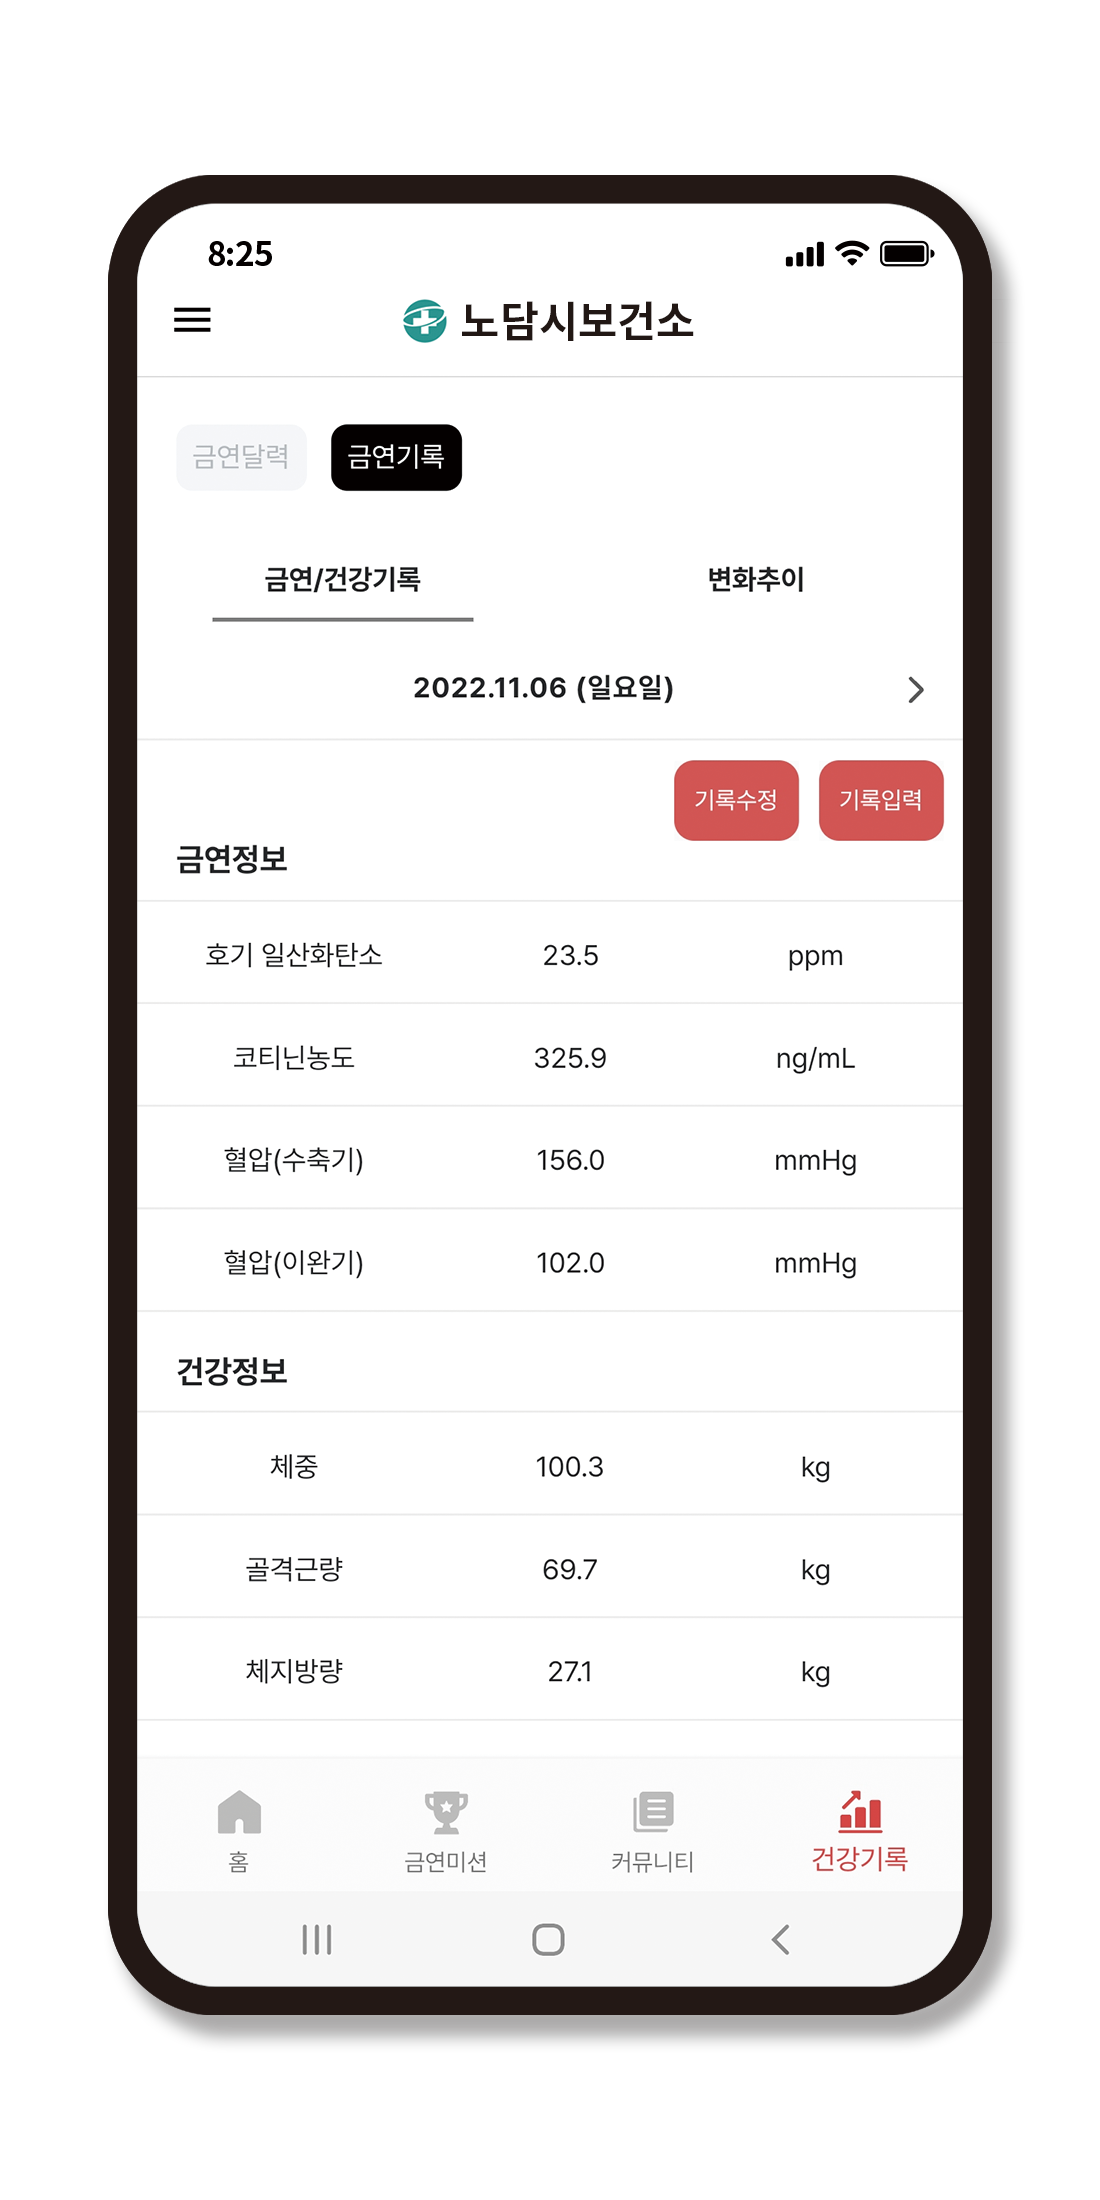 8:25
노담시보건소
금연달력 금연기록
금연/건강기록 변화추이
2022.11.06 (일요일)
기록수정 기록입력
금연정보
호기 일산화탄소 23.5 ppm
코티닌농도 325.9 ng/mL
혈압(수축기) 156.0 mmHg
혈압(이완기) 102.0 mmHg
건강정보
체중 100.3 kg
골격근량 69.7 kg
체지방량 27.1 kg
홈 금연미션 커뮤니티 건강기록